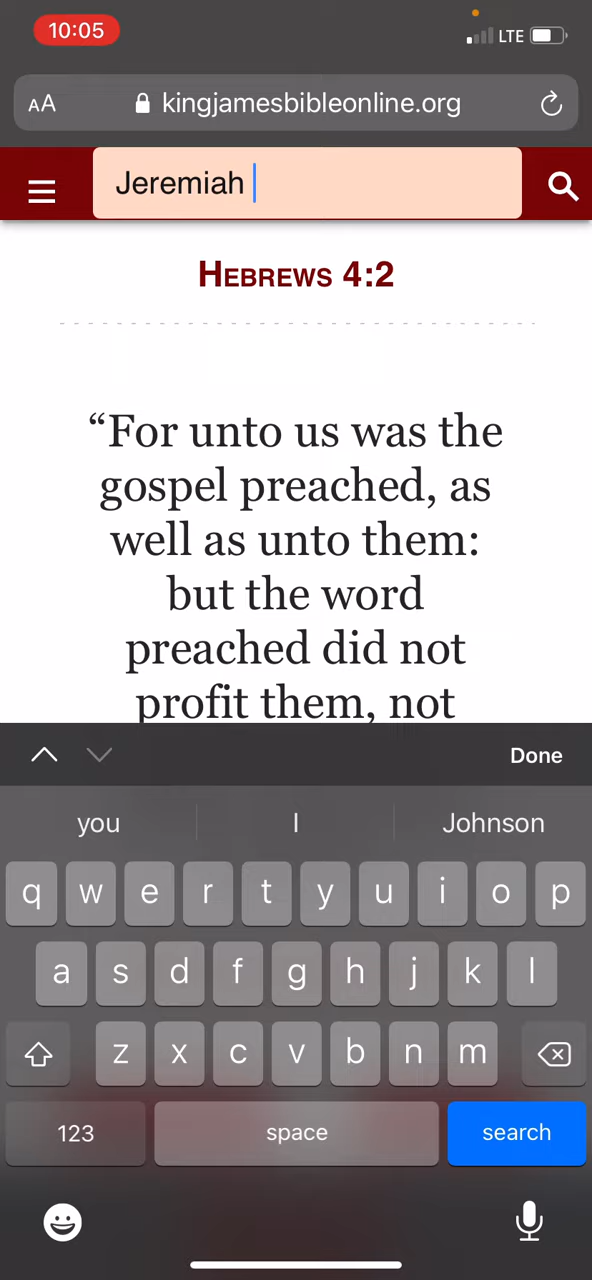 10:05
LTE
AA kingjamesbibleonline.org
Jeremiah
HEBREWS 4:2
“For unto us was the
gospel preached, as
well as unto them:
but the word
preached did not
profit them, not
Done
you I Johnson
q w e r t y u i o p
a s d f g h j k l
z x c v b n m
123 space search